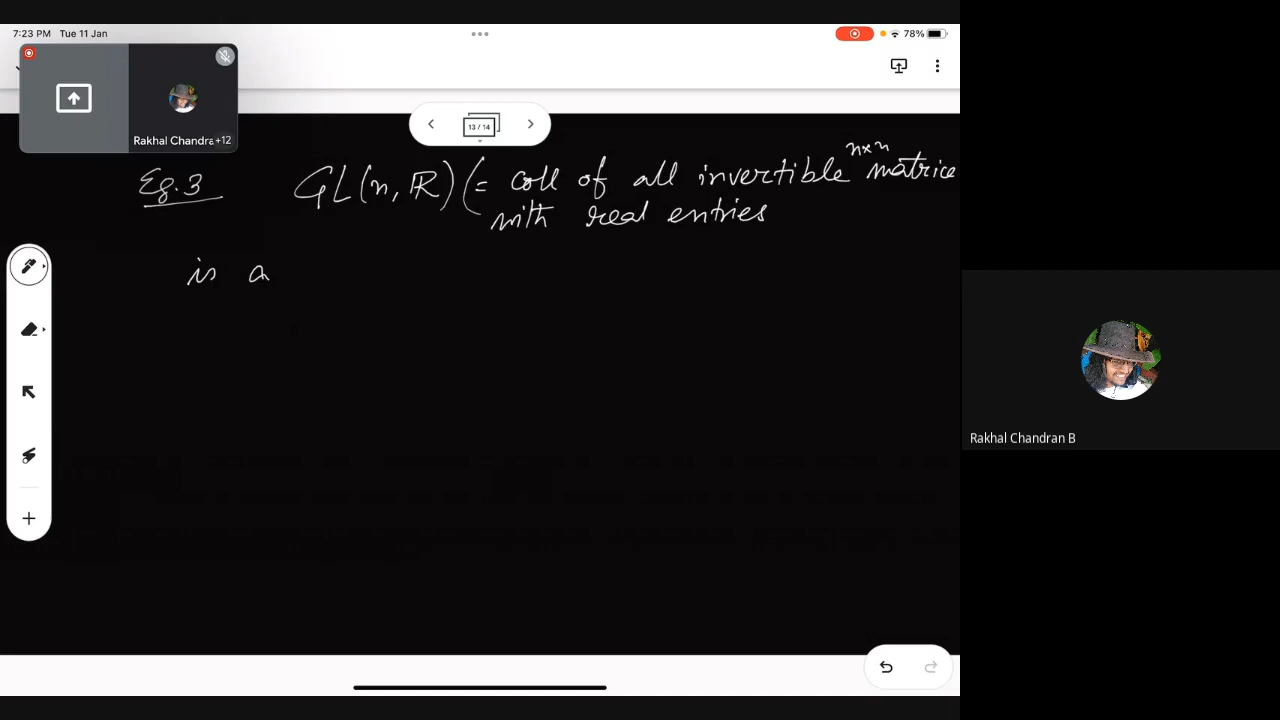 7:23 PM Tue 11 Jan
78%
Rakhal Chandra +12
13 / 14
n×n
Eg. 3 GL(n, ℝ) (= coll of all invertible matrice
with real entries
is a
Rakhal Chandran B